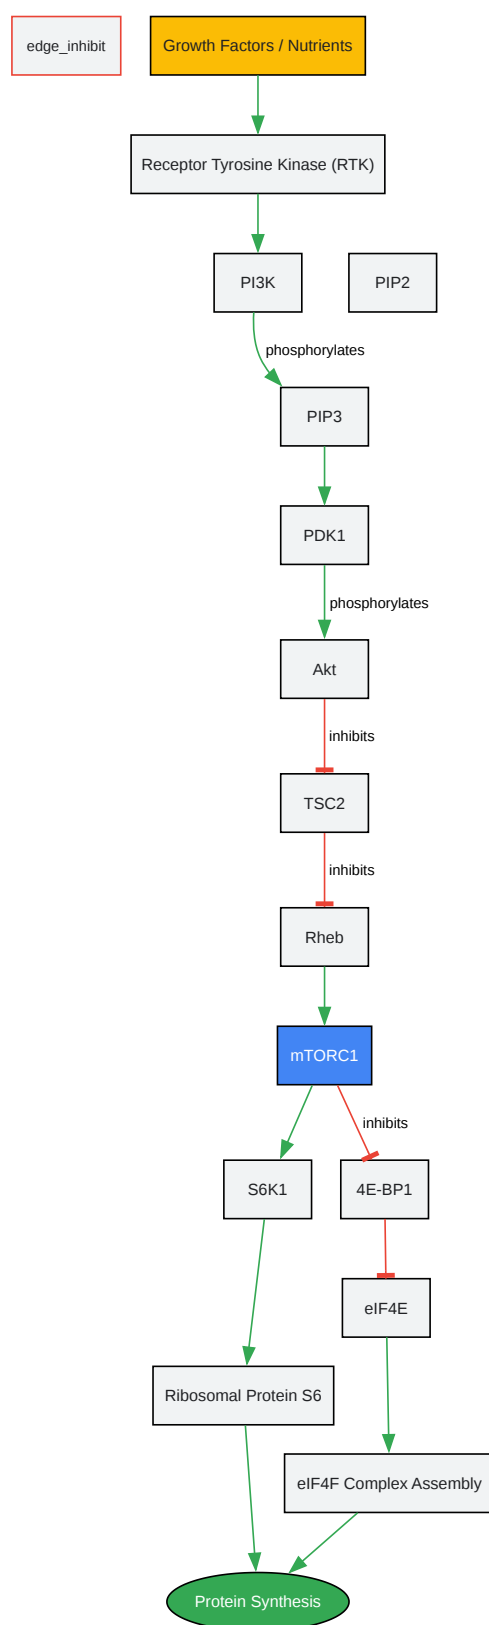 edge_inhibit
Growth Factors / Nutrients
Receptor Tyrosine Kinase (RTK)
PI3K
PIP2
phosphorylates
PIP3
PDK1
phosphorylates
Akt
inhibits
TSC2
inhibits
Rheb
mTORC1
inhibits
S6K1
4E-BP1
eIF4E
Ribosomal Protein S6
eIF4F Complex Assembly
Protein Synthesis